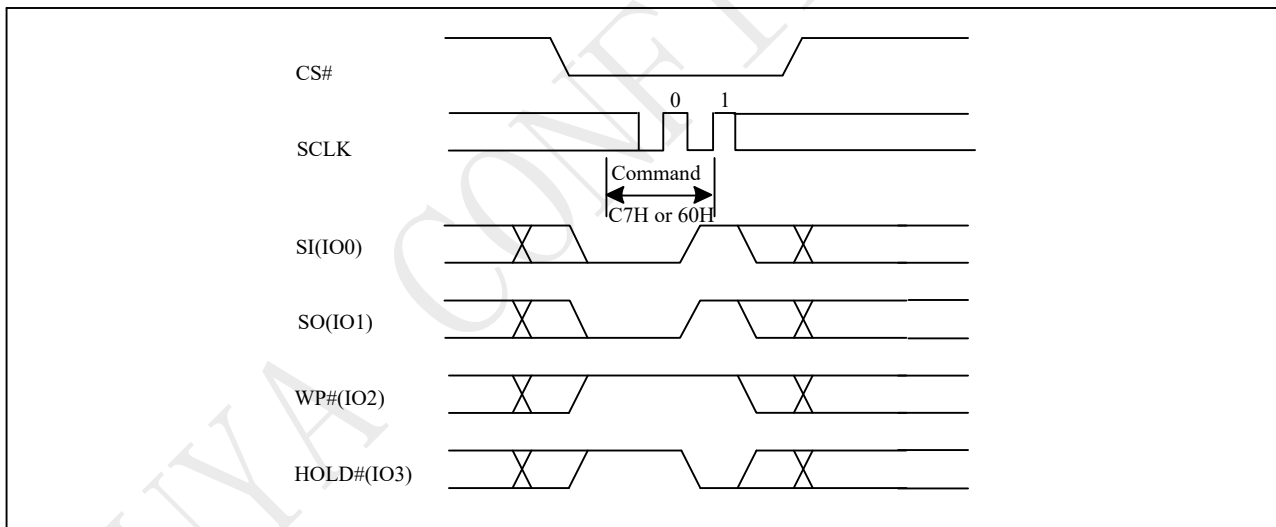 CS#
0 1
SCLK
Command
C7H or 60H
SI(IO0)
SO(IO1)
WP#(IO2)
HOLD#(IO3)